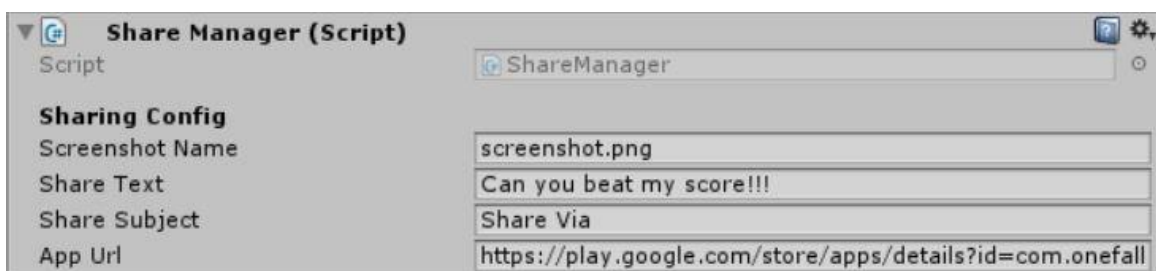 Share Manager (Script)
Script ShareManager
Sharing Config
Screenshot Name screenshot.png
Share Text Can you beat my score!!!
Share Subject Share Via
App Url https://play.google.com/store/apps/details?id=com.onefall